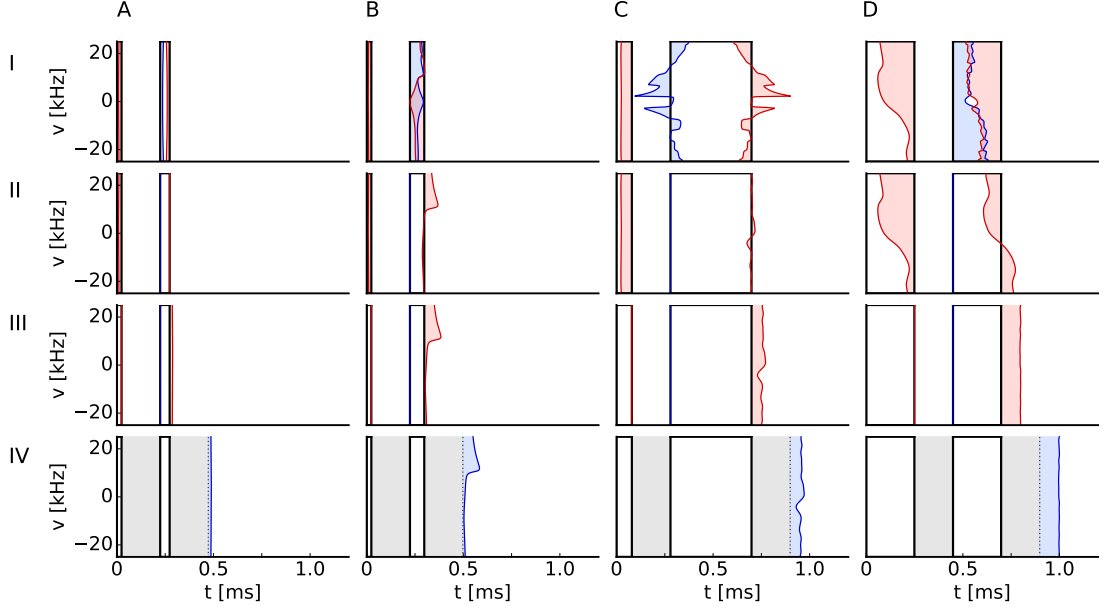 A B C D
I
ν [kHz] 20 0 −20
II
ν [kHz] 20 0 −20
III
ν [kHz] 20 0 −20
IV
ν [kHz] 20 0 −20
0 0.5 1.0 0 0.5 1.0 0 0.5 1.0 0 0.5 1.0
t [ms] t [ms] t [ms] t [ms]